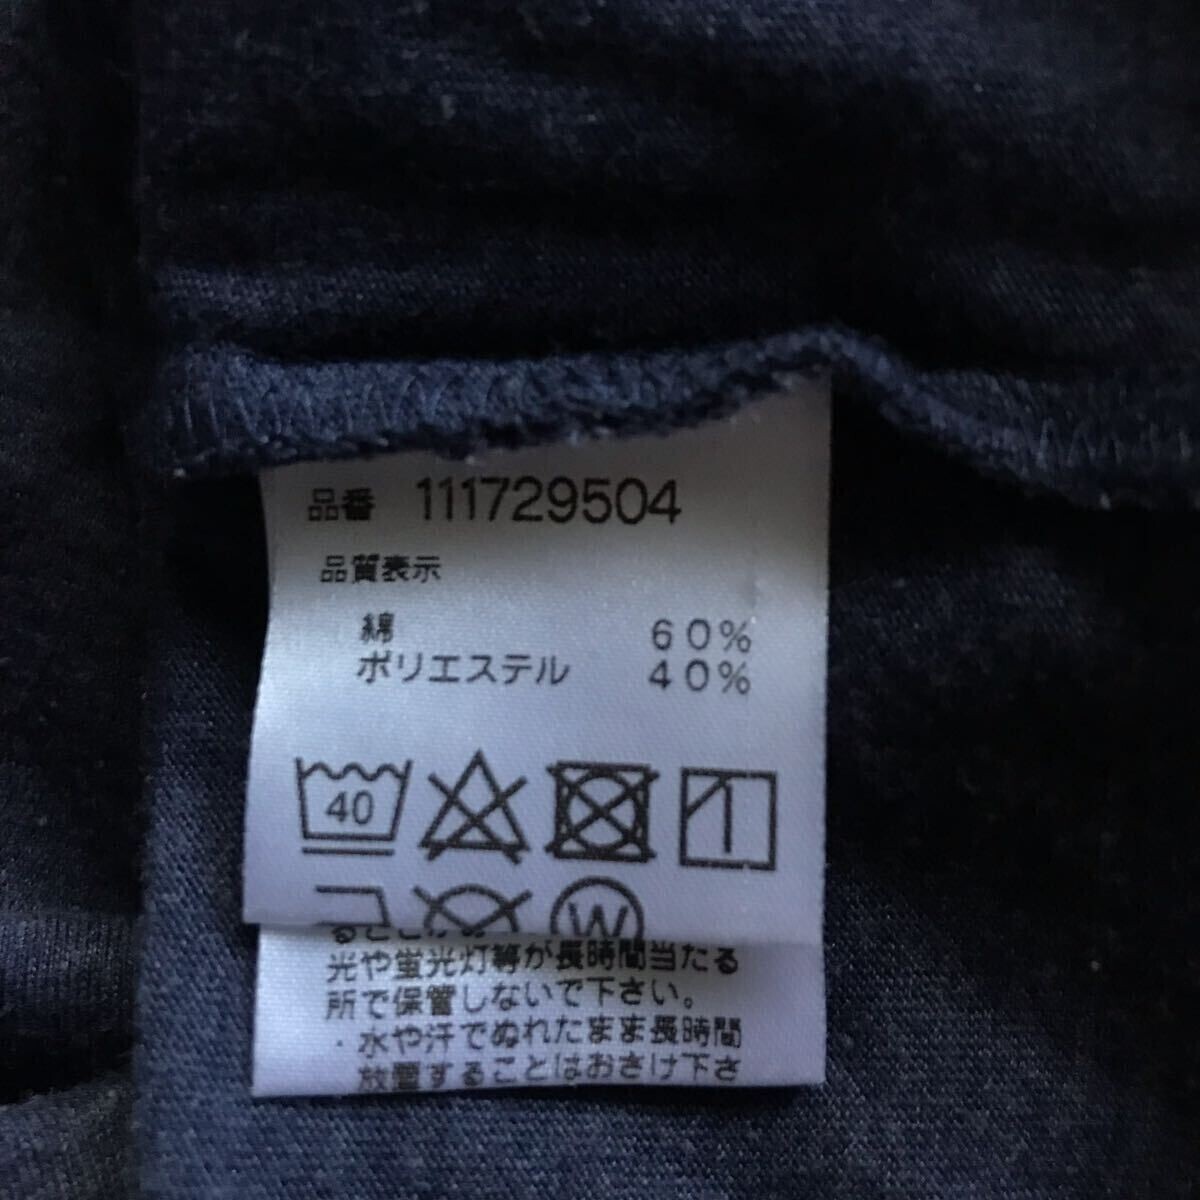 品番 111729504
品質表示
綿 60%
ポリエステル 40%
40
W
光や蛍光灯等が長時間当たる
所で保管しないで下さい。
・水や汗でぬれたまま長時間
放置することはおさけ下さ